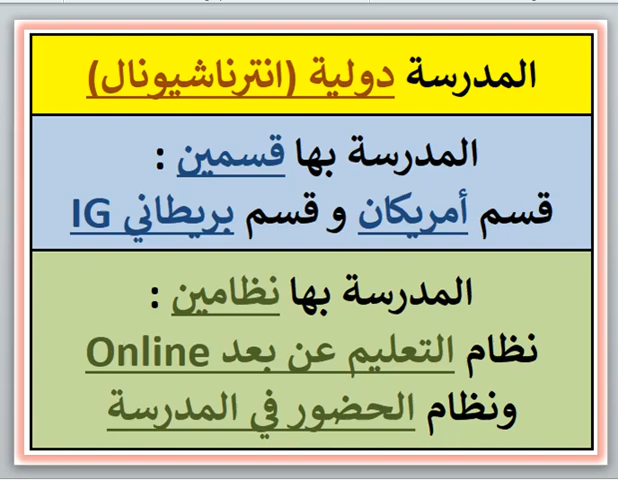 المدرسة دولية (انترناشيونال)
المدرسة بها قسمين :
قسم أمريكان و قسم بريطاني IG
المدرسة بها نظامين :
نظام التعليم عن بعد Online
ونظام الحضور في المدرسة